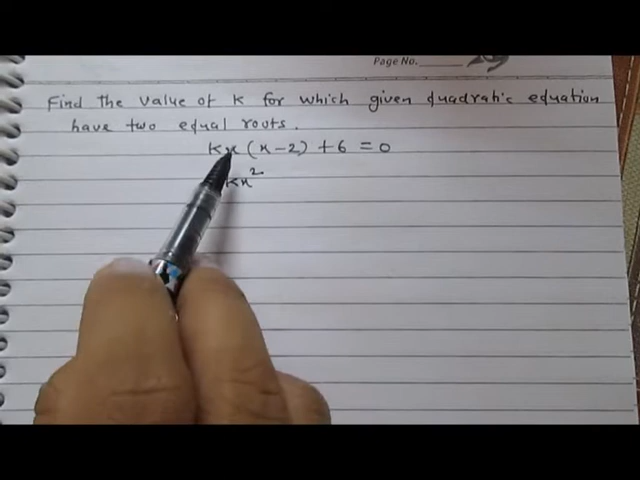 Page No.
Find the value of K for which given quadratic equation
have two equal roots.
Kx (x-2) + 6 = 0
Kx²